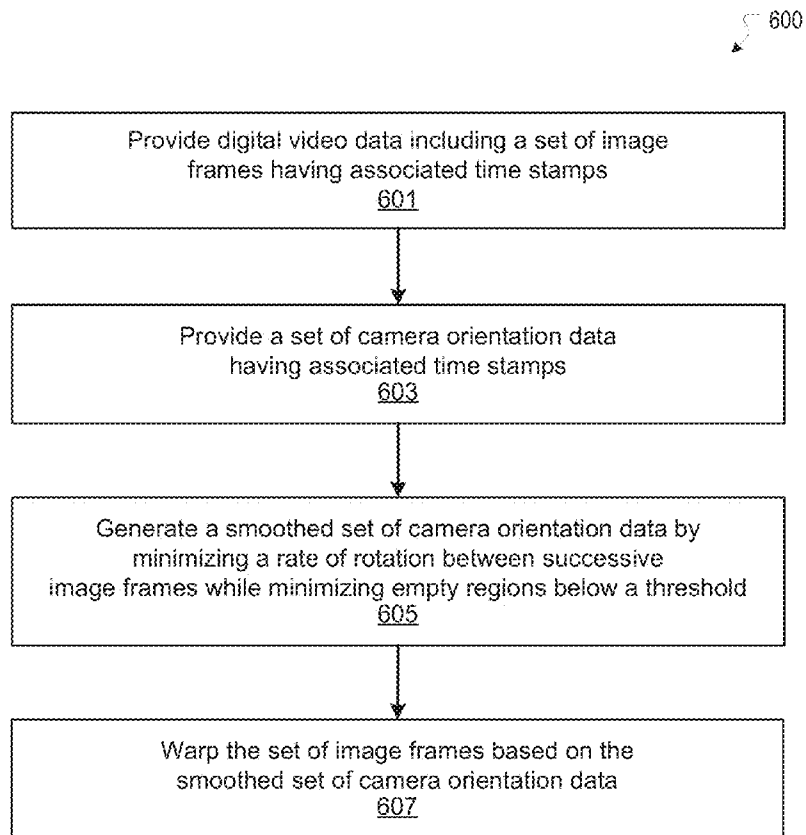 600
Provide digital video data including a set of image
frames having associated time stamps
601
Provide a set of camera orientation data
having associated time stamps
603
Generate a smoothed set of camera orientation data by
minimizing a rate of rotation between successive
image frames while minimizing empty regions below a threshold
605
Warp the set of image frames based on the
smoothed set of camera orientation data
607